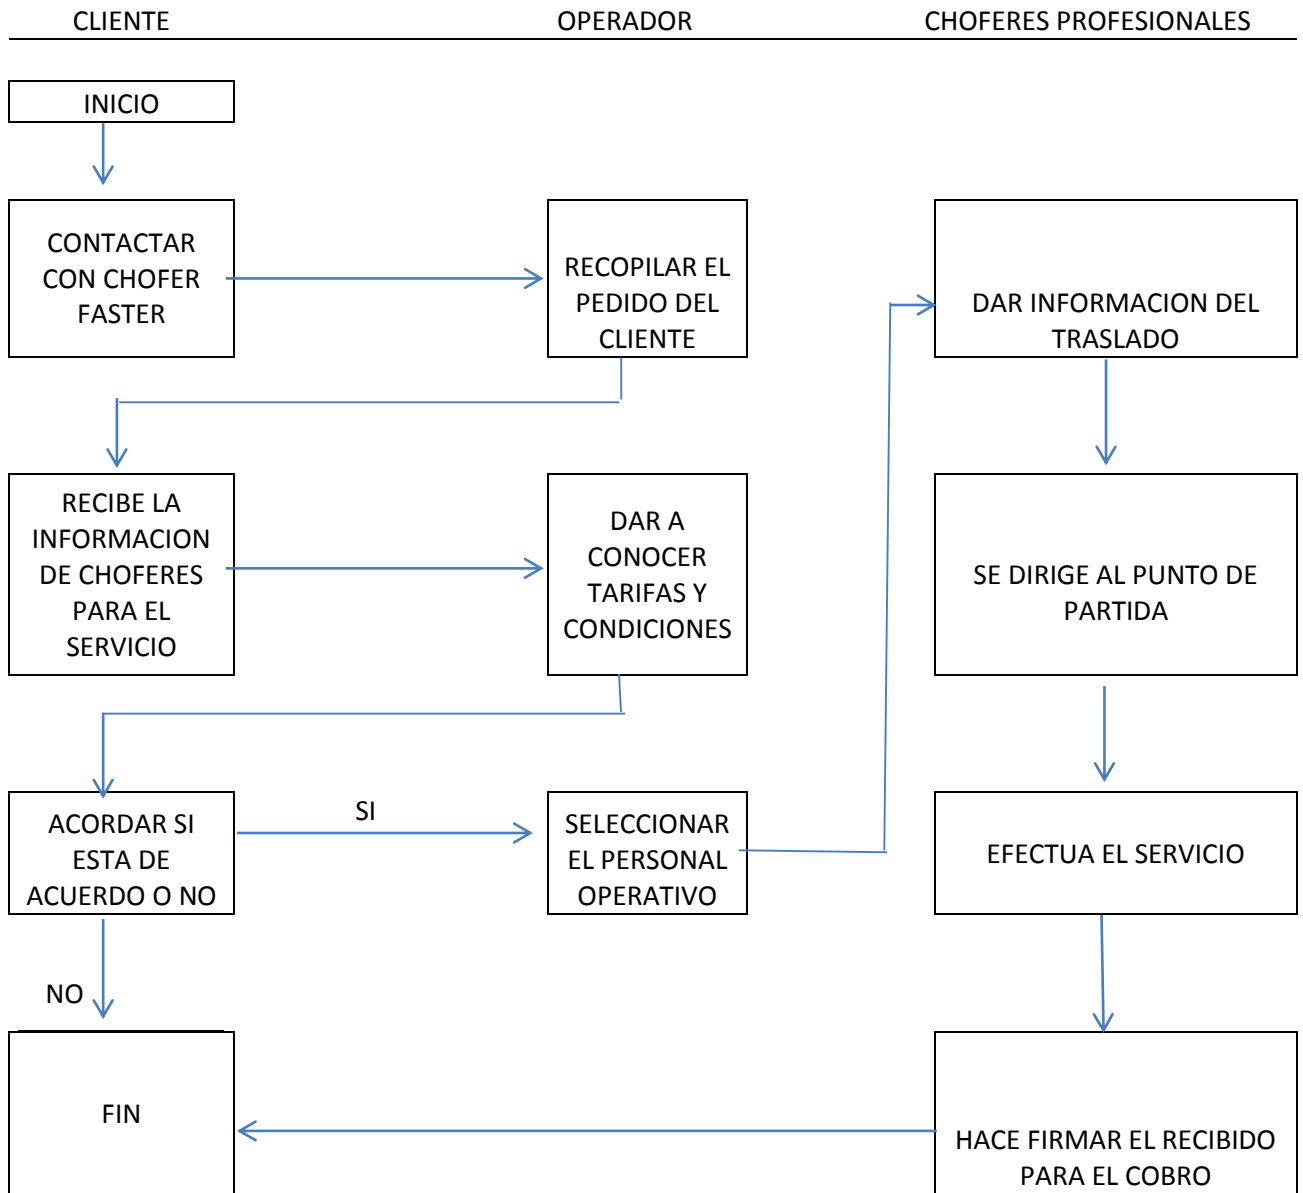 CLIENTE
OPERADOR
CHOFERES PROFESIONALES
INICIO
CONTACTAR
CON CHOFER
FASTER
RECOPILAR EL
PEDIDO DEL
CLIENTE
DAR INFORMACION DEL
TRASLADO
RECIBE LA
INFORMACION
DE CHOFERES
PARA EL
SERVICIO
DAR A
CONOCER
TARIFAS Y
CONDICIONES
SE DIRIGE AL PUNTO DE
PARTIDA
ACORDAR SI
ESTA DE
ACUERDO O NO
SI
SELECCIONAR
EL PERSONAL
OPERATIVO
EFECTUA EL SERVICIO
NO
FIN
HACE FIRMAR EL RECIBIDO
PARA EL COBRO